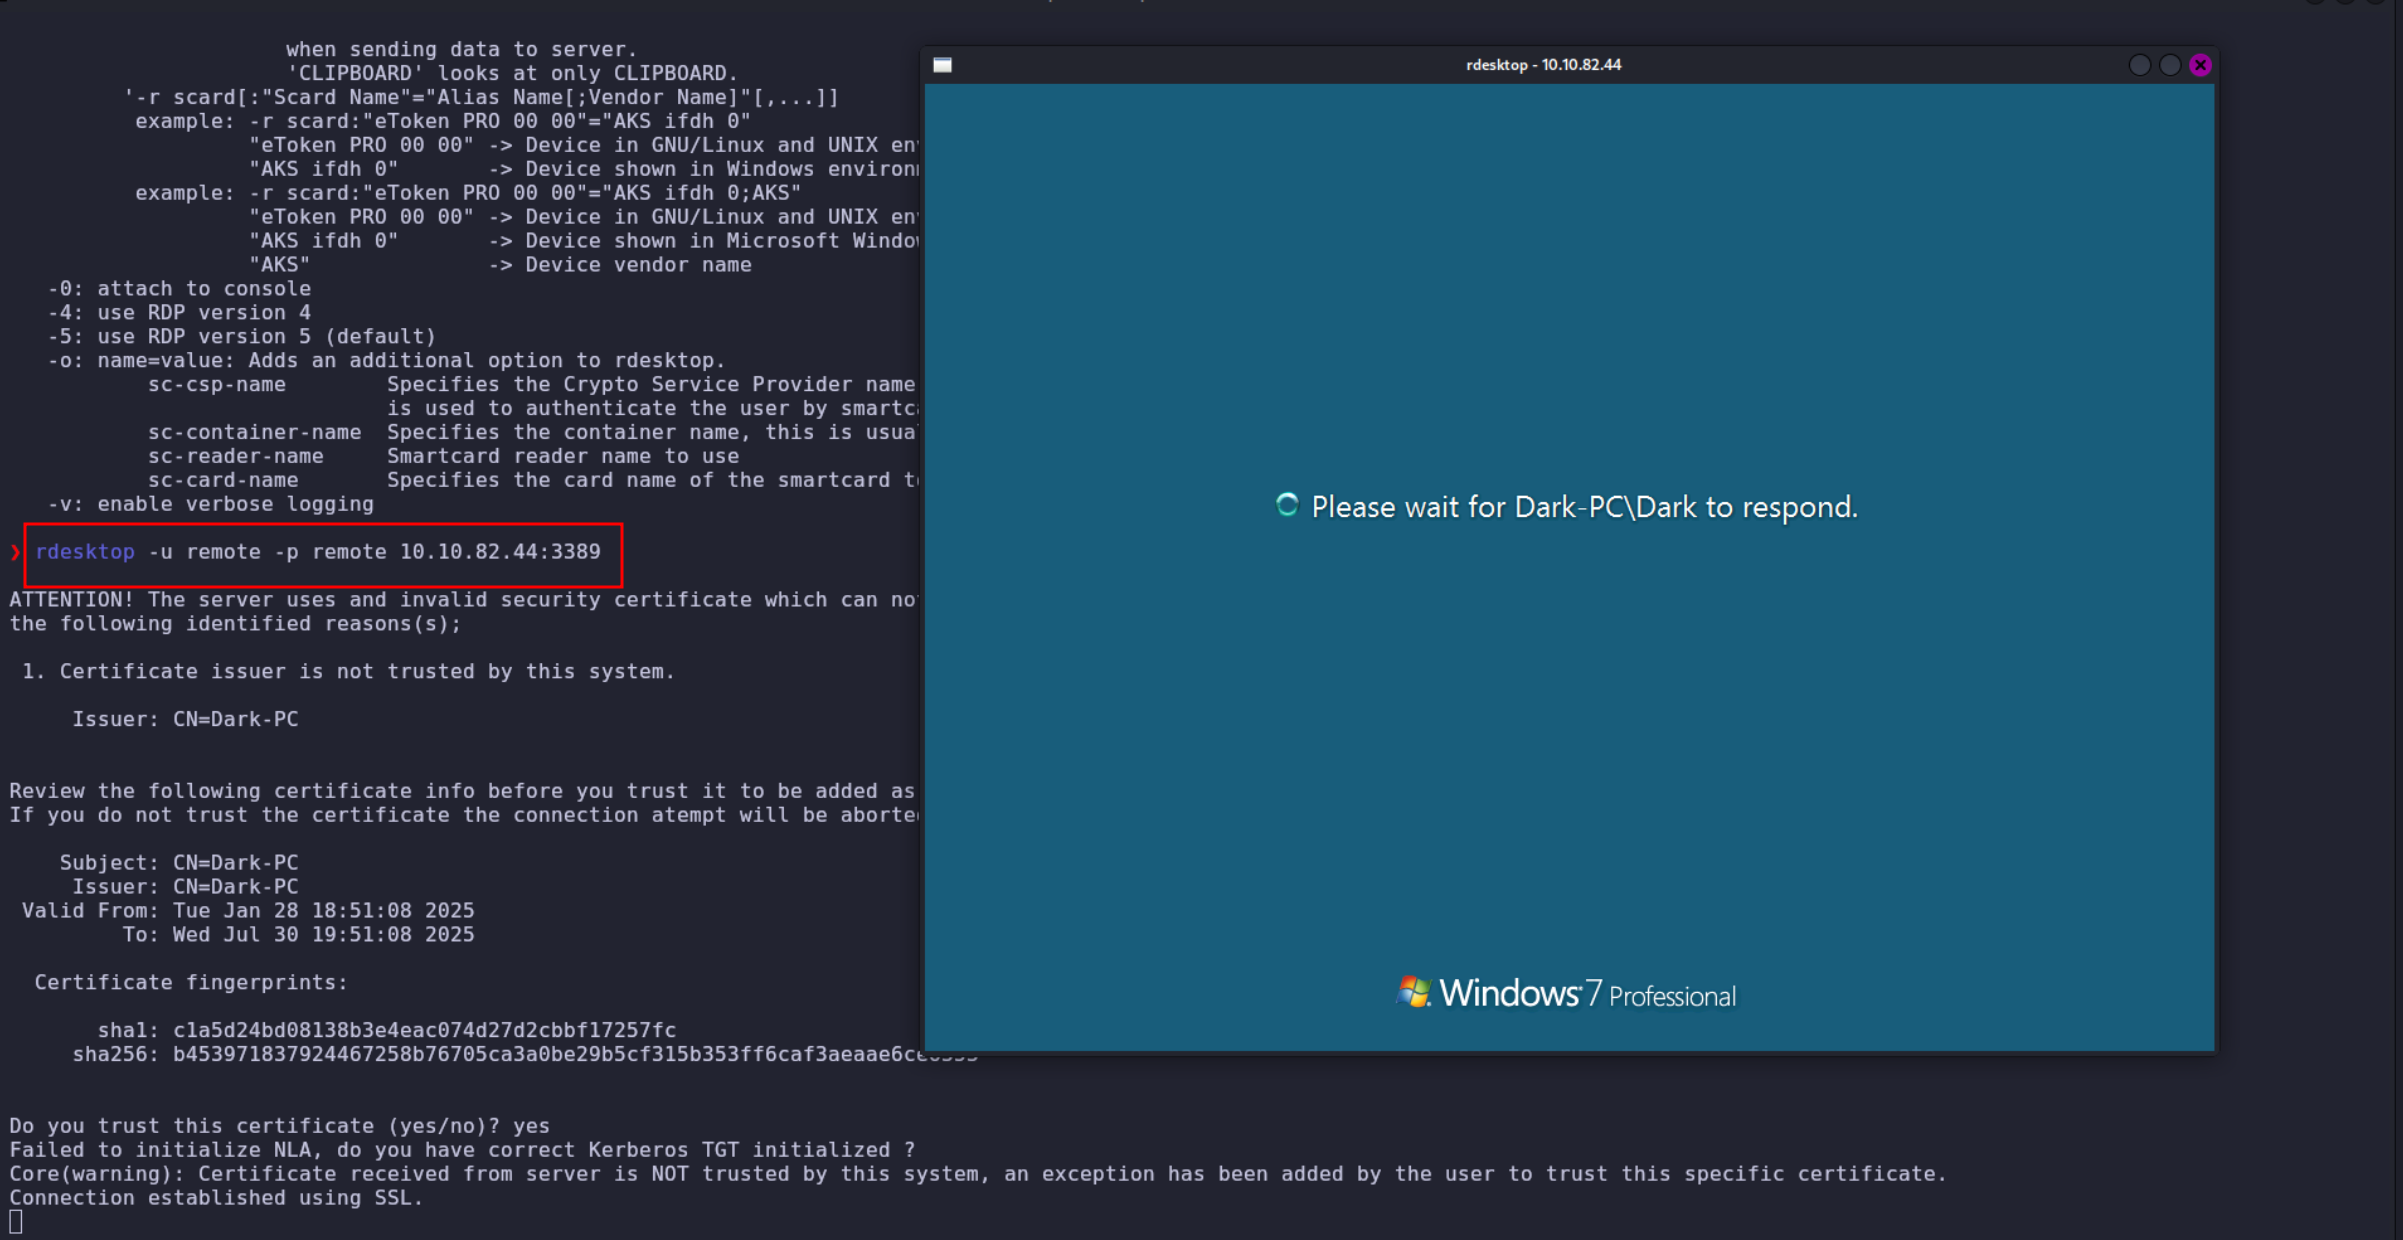 when sending data to server.
'CLIPBOARD' looks at only CLIPBOARD.
'-r scard[:"Scard Name"="Alias Name[;Vendor Name]"[,...]]
example: -r scard:"eToken PRO 00 00"="AKS ifdh 0"
"eToken PRO 00 00" -> Device in GNU/Linux and UNIX
"AKS ifdh 0" -> Device shown in Windows
example: -r scard:"eToken PRO 00 00"="AKS ifdh 0;AKS"
"eToken PRO 00 00" -> Device in GNU/Linux and UNIX
"AKS ifdh 0" -> Device shown in Microsoft
"AKS" -> Device vendor name
-0: attach to console
-4: use RDP version 4
-5: use RDP version 5 (default)
-o: name=value: Adds an additional option to rdesktop.
sc-csp-name Specifies the Crypto Service Provider name
is used to authenticate the user by
sc-container-name Specifies the container name, this is
sc-reader-name Smartcard reader name to use
sc-card-name Specifies the card name of the smartcard
-v: enable verbose logging
❯ rdesktop -u remote -p remote 10.10.82.44:3389
ATTENTION! The server uses and invalid security certificate which can
the following identified reasons(s);
1. Certificate issuer is not trusted by this system.
Issuer: CN=Dark-PC
Review the following certificate info before you trust it to be added as
If you do not trust the certificate the connection atempt will be
Subject: CN=Dark-PC
Issuer: CN=Dark-PC
Valid From: Tue Jan 28 18:51:08 2025
To: Wed Jul 30 19:51:08 2025
Certificate fingerprints:
sha1: c1a5d24bd08138b3e4eac074d27d2cbbf17257fc
sha256:
Do you trust this certificate (yes/no)? yes
Failed to initialize NLA, do you have correct Kerberos TGT initialized ?
Core(warning): Certificate received from server is NOT trusted by this system, an exception has been added by the user to trust this specific certificate.
Connection established using SSL.
rdesktop - 10.10.82.44
Please wait for Dark-PC\Dark to respond.
Windows 7 Professional